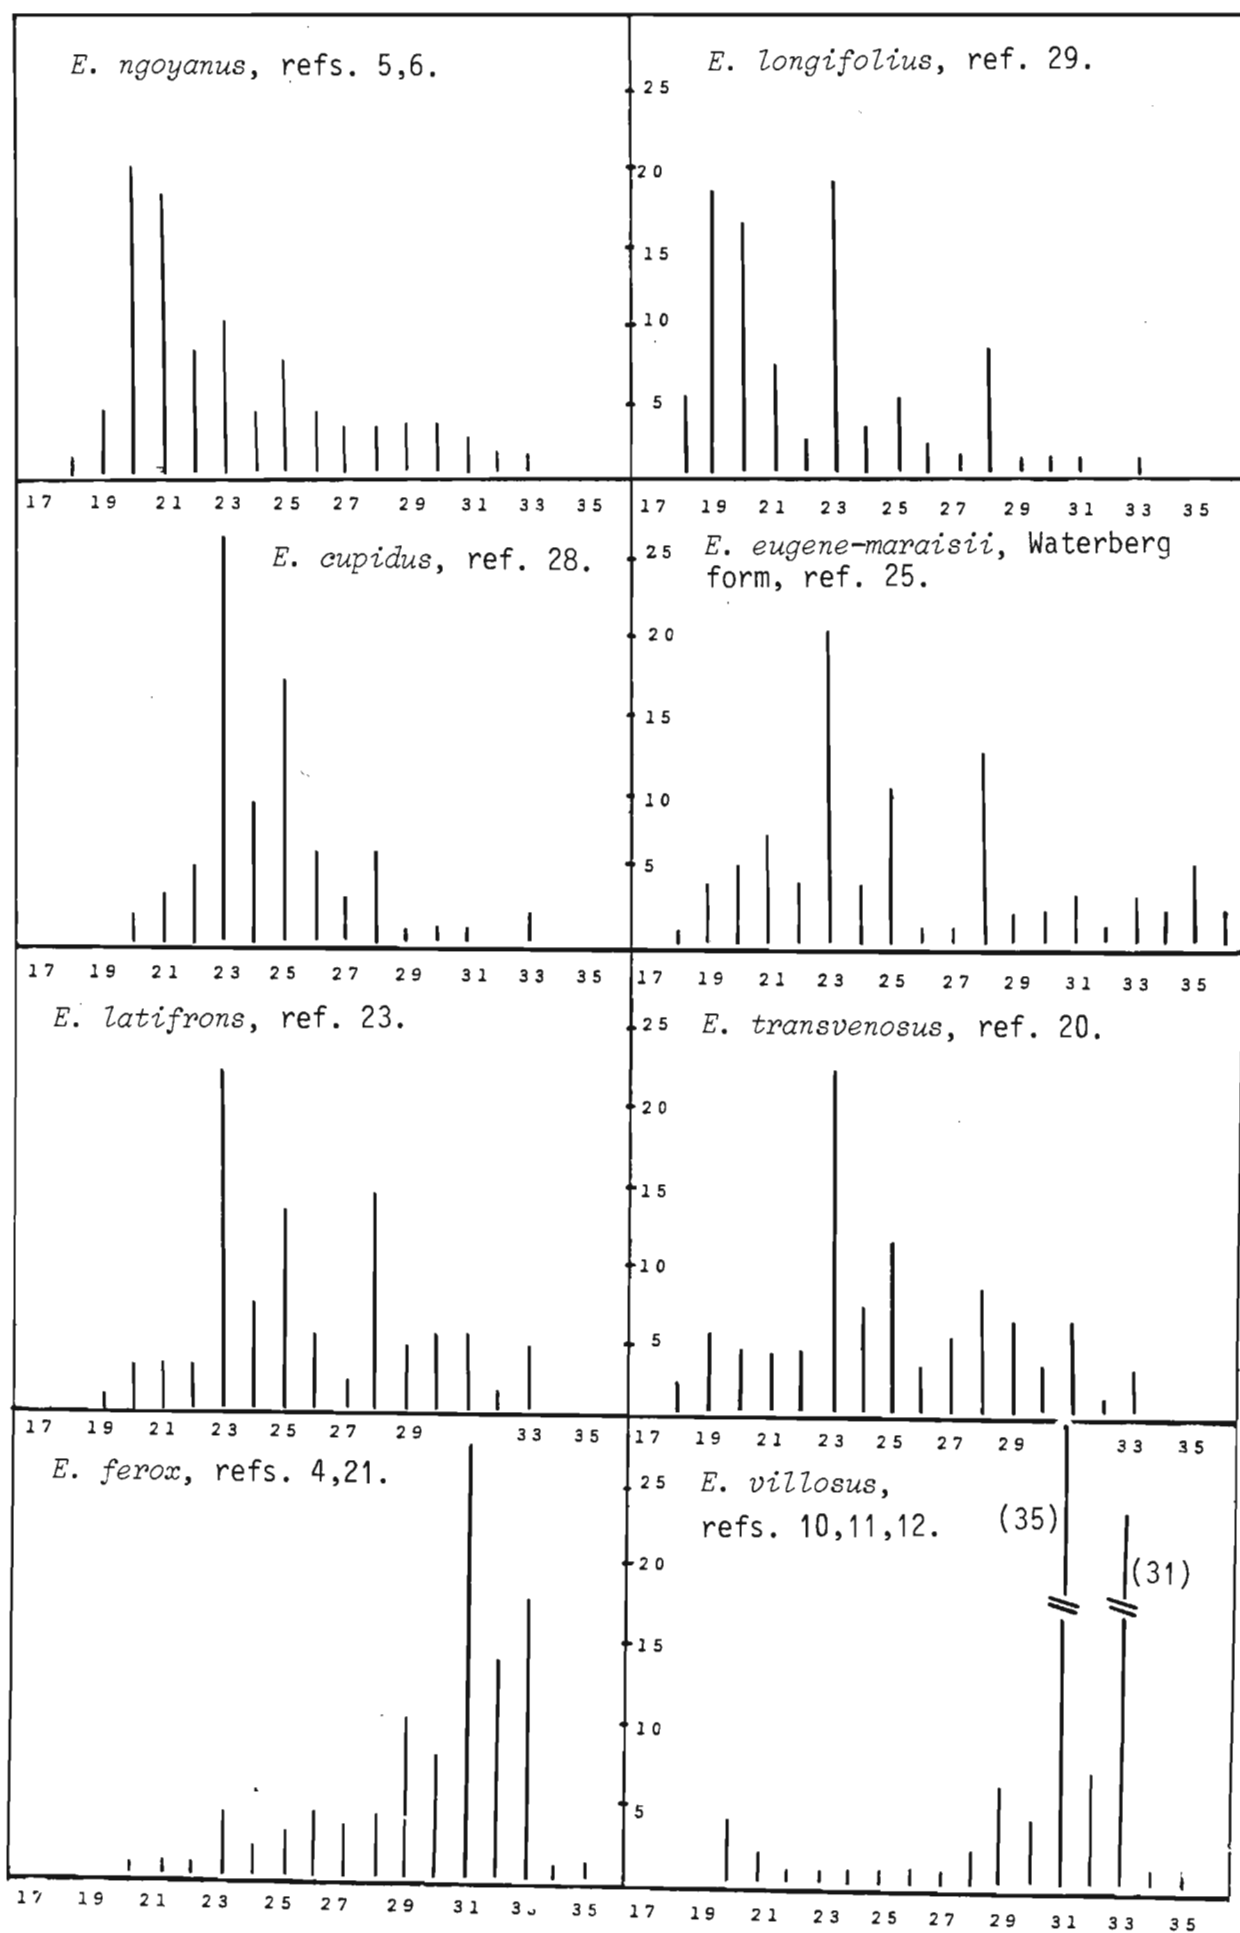 E. ngoyanus, refs. 5,6.
E. longifolius, ref. 29.
25
20
15
10
5
17 19 21 23 25 27 29 31 33 35
17 19 21 23 25 27 29 31 33 35
E. cupidus, ref. 28.
E. eugene-maraisii, Waterberg
form, ref. 25.
25
20
15
10
5
17 19 21 23 25 27 29 31 33 35
17 19 21 23 25 27 29 31 33 35
E. latifrons, ref. 23.
E. transvenosus, ref. 20.
25
20
15
10
5
17 19 21 23 25 27 29 33 35
17 19 21 23 25 27 29 33 35
E. ferox, refs. 4,21.
E. villosus,
refs. 10,11,12.
(35)
(31)
25
20
15
10
5
17 19 21 23 25 27 29 31 35
17 19 21 23 25 27 29 31 33 35